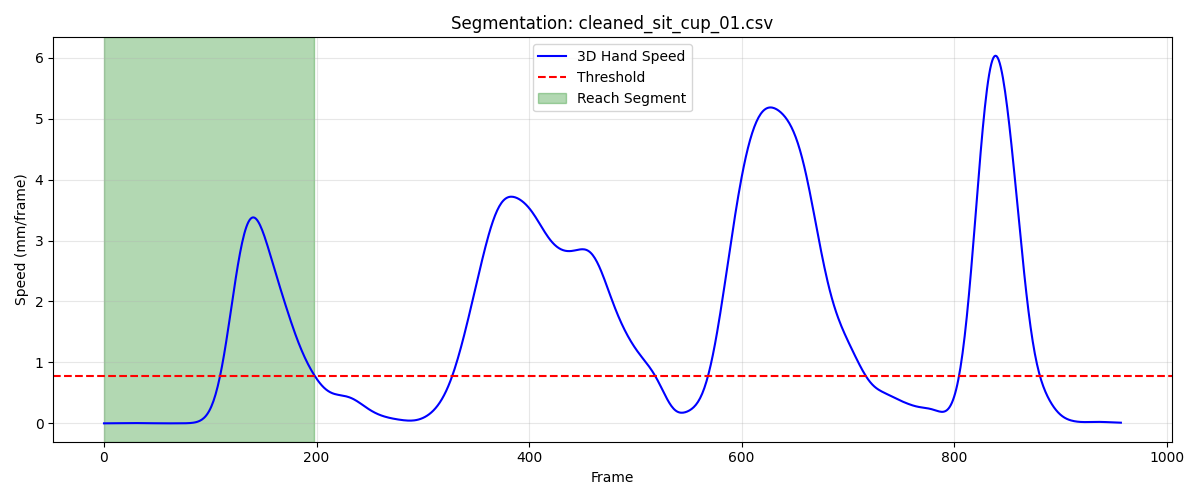 Segmentation: cleaned_sit_cup_01.csv
3D Hand Speed
Threshold
Reach Segment
Speed (mm/frame)
6
5
4
3
2
1
0
0 200 400 600 800 1000
Frame